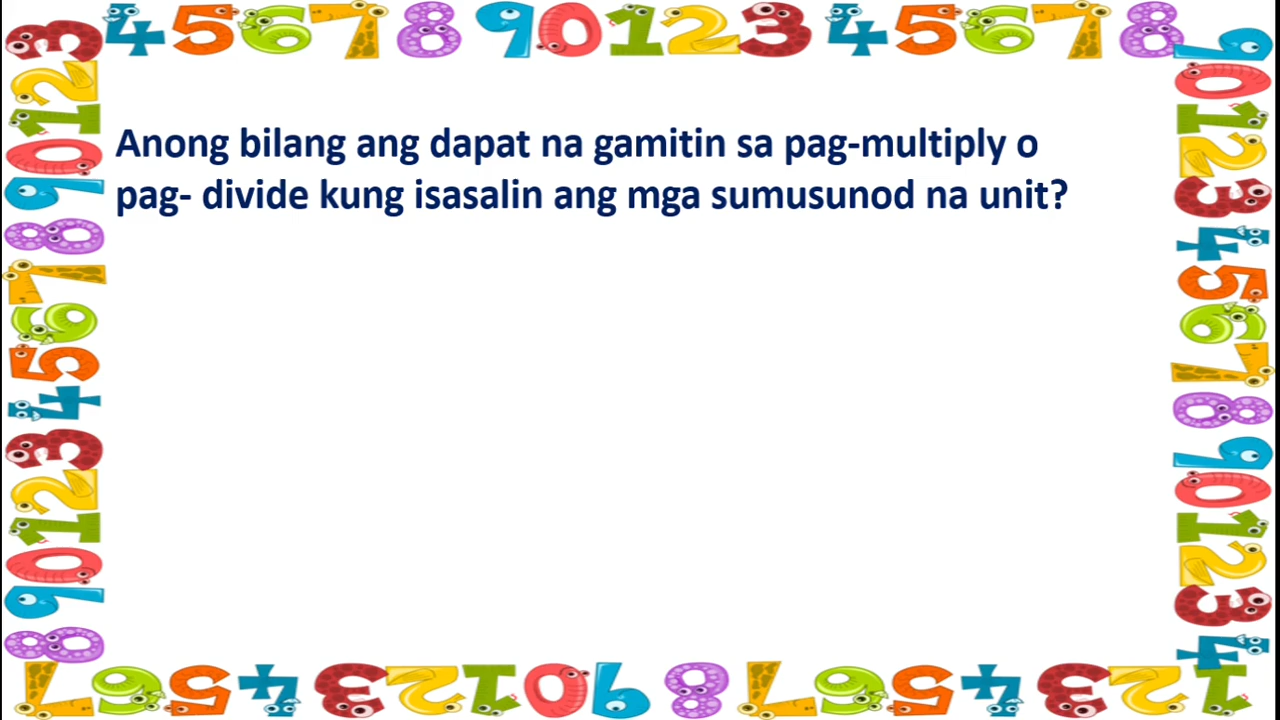 Anong bilang ang dapat na gamitin sa pag-multiply o
pag- divide kung isasalin ang mga sumusunod na unit?